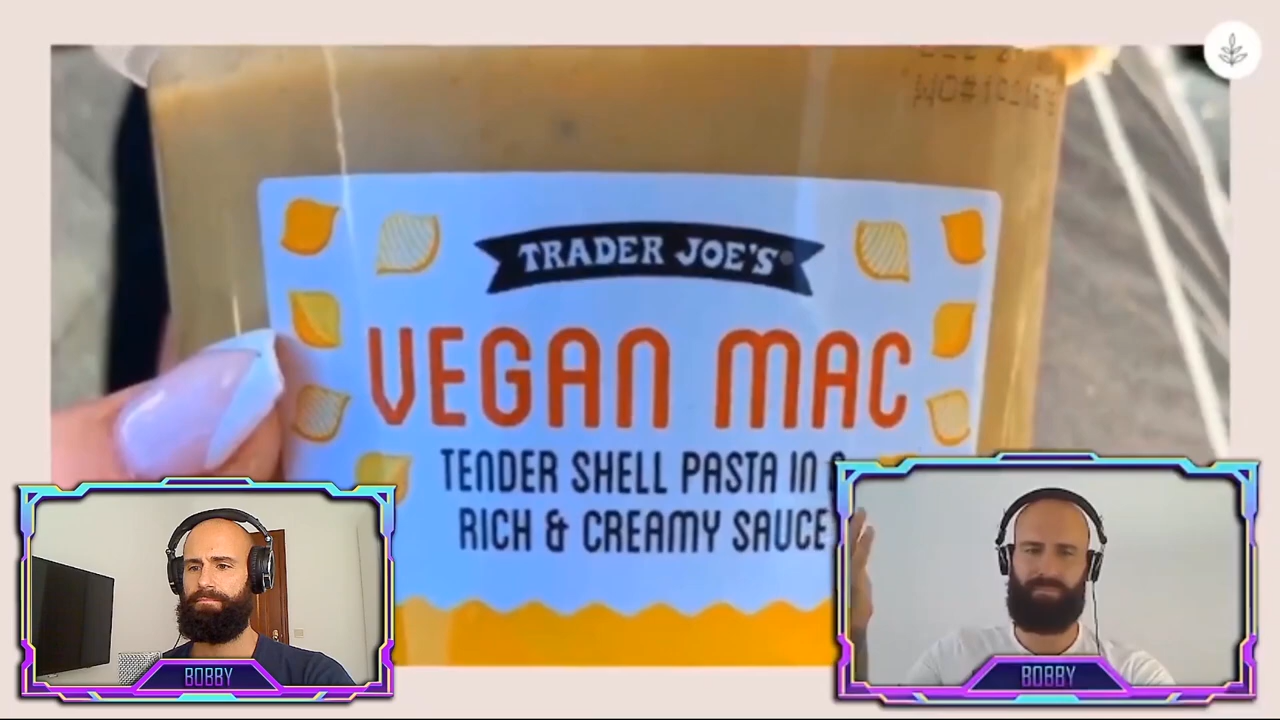 TRADER JOE'S
VEGAN MAC
TENDER SHELL PASTA IN
RICH & CREAMY SAUCE
BOBBY
BOBBY